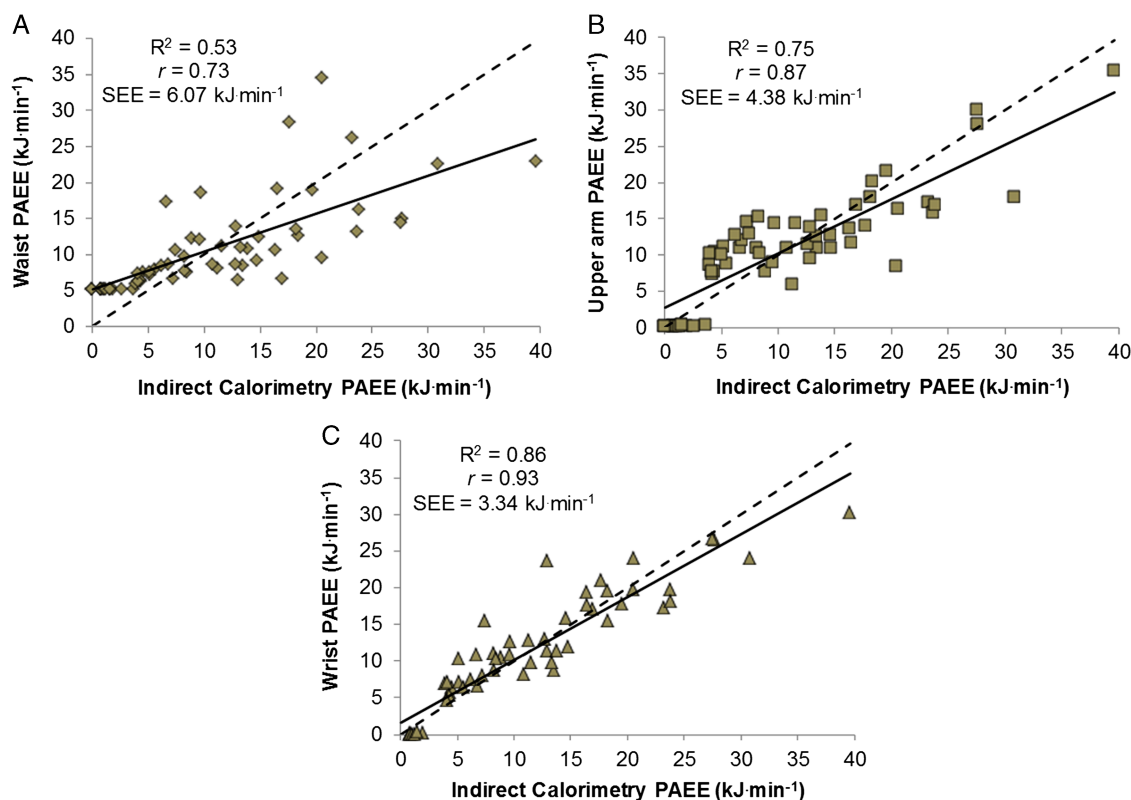 A
R² = 0.53
r = 0.73
SEE = 6.07 kJ·min⁻¹
Waist PAEE (kJ·min⁻¹)
40
35
30
25
20
15
10
5
0
0 5 10 15 20 25 30 35 40
Indirect Calorimetry PAEE (kJ·min⁻¹)
B
R² = 0.75
r = 0.87
SEE = 4.38 kJ·min⁻¹
Upper arm PAEE (kJ·min⁻¹)
40
35
30
25
20
15
10
5
0
0 5 10 15 20 25 30 35 40
Indirect Calorimetry PAEE (kJ·min⁻¹)
C
R² = 0.86
r = 0.93
SEE = 3.34 kJ·min⁻¹
Wrist PAEE (kJ·min⁻¹)
40
35
30
25
20
15
10
5
0
0 5 10 15 20 25 30 35 40
Indirect Calorimetry PAEE (kJ·min⁻¹)